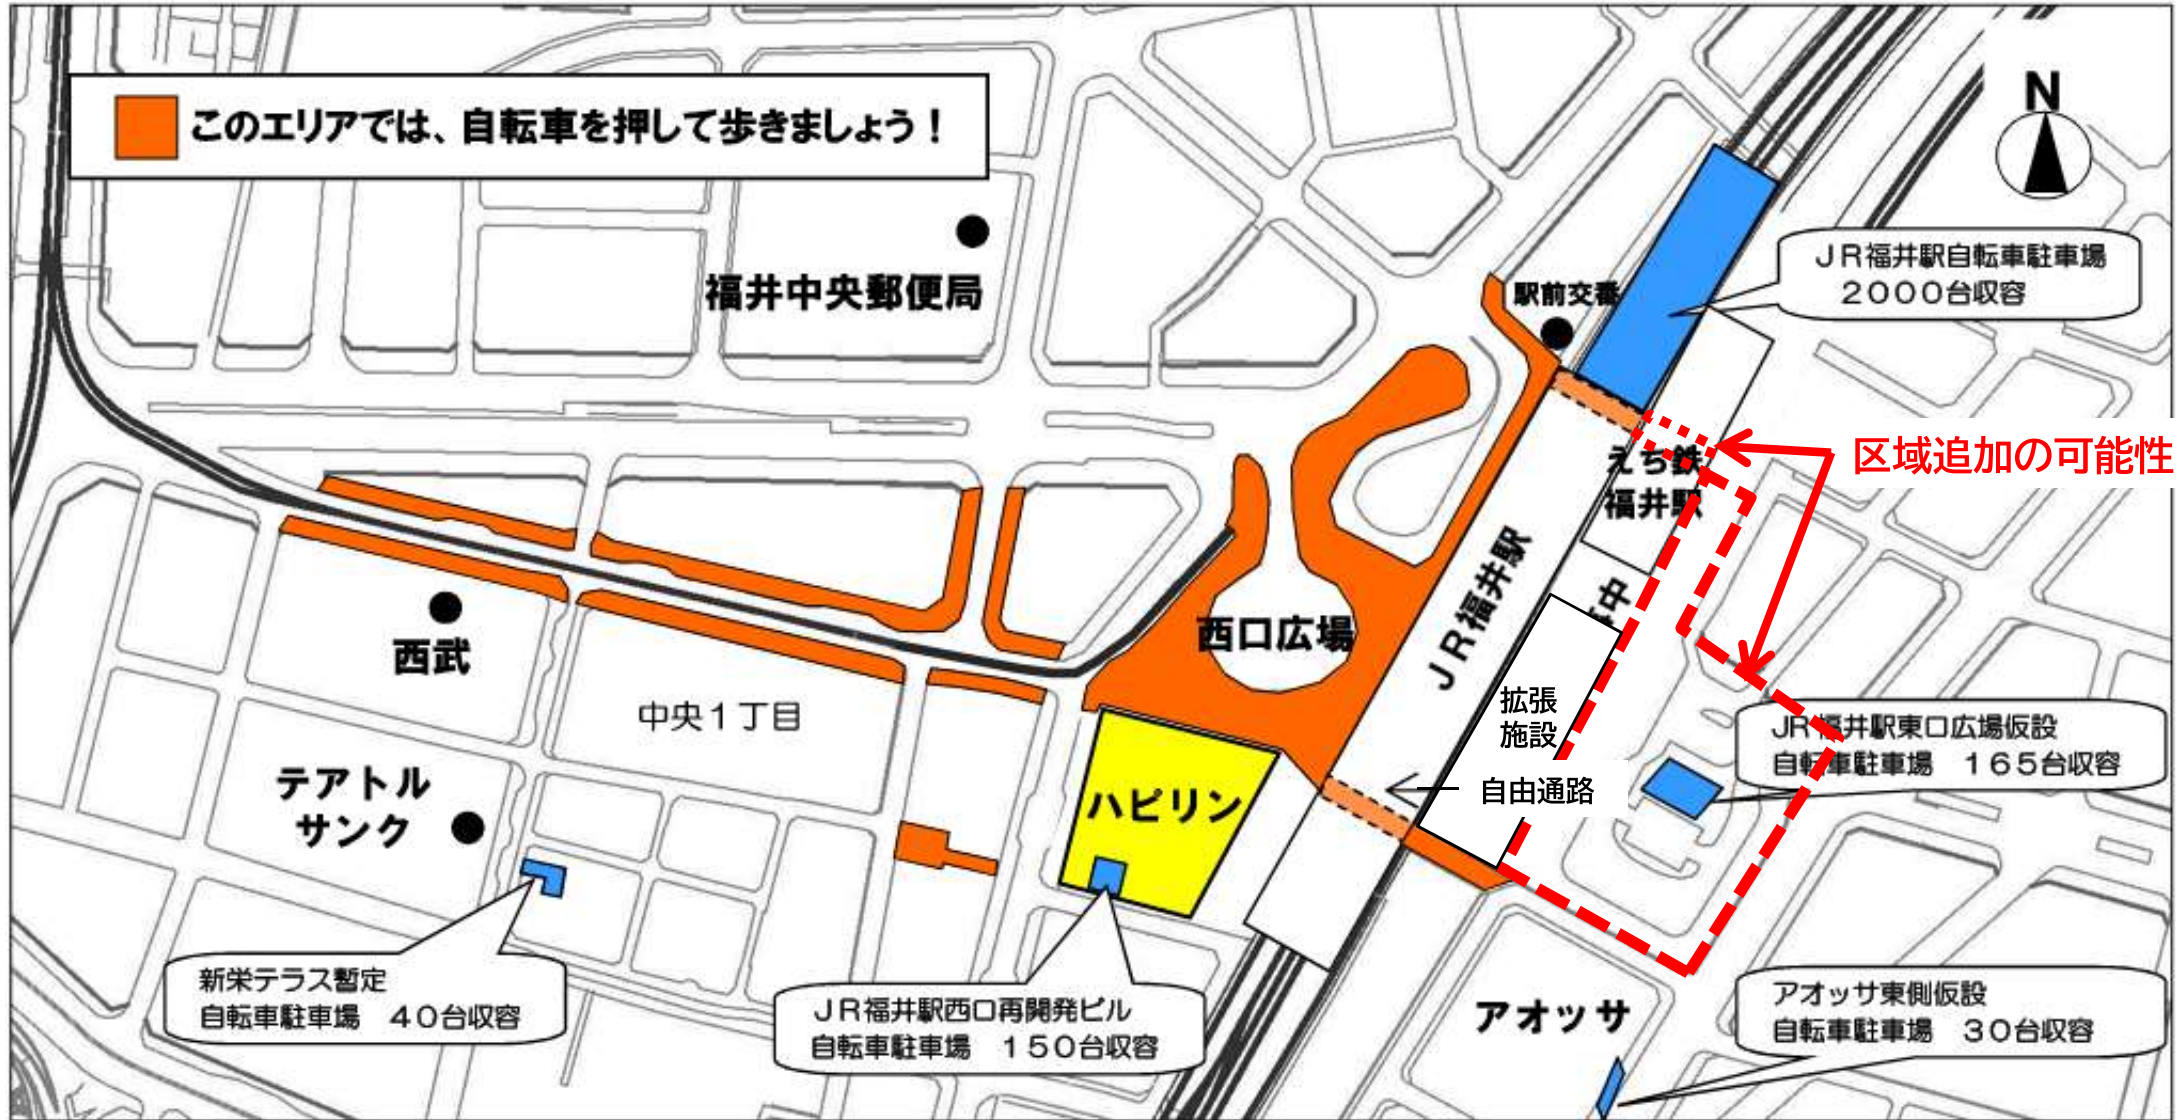 このエリアでは、自転車を押して歩きましょう！
N
福井中央郵便局
駅前交番
ＪＲ福井駅自転車駐車場
２０００台収容
えち鉄
福井駅
区域追加の可能性
ＪＲ福井駅
中
西口広場
西武
中央１丁目
拡張
施設
自由通路
JR福井駅東口広場仮設
自転車駐車場　１６５台収容
テアトル
サンク
ハピリン
新栄テラス暫定
自転車駐車場　４０台収容
ＪＲ福井駅西口再開発ビル
自転車駐車場　１５０台収容
アオッサ
アオッサ東側仮設
自転車駐車場　３０台収容